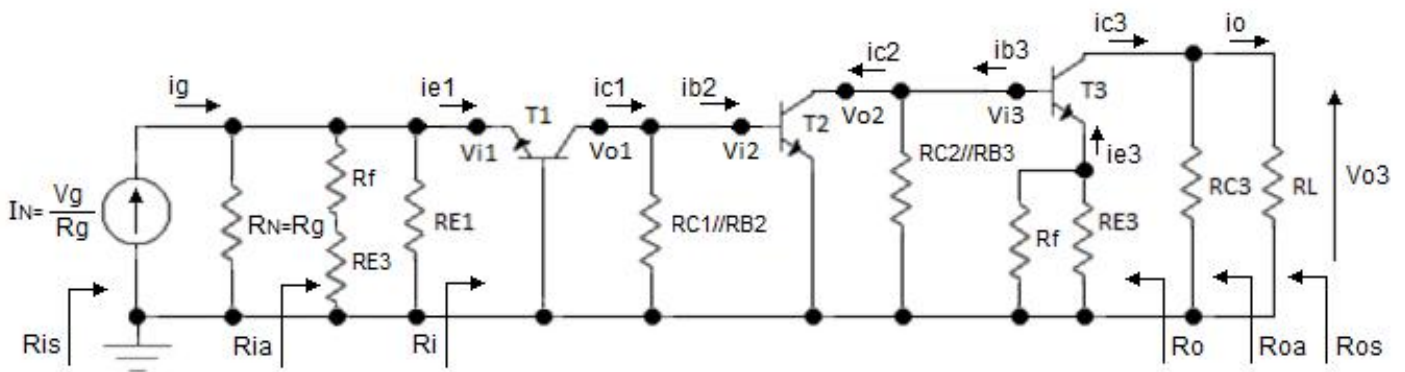 ig
ie1
ic1
ib2
ic2
ib3
ic3
io
T1
T2
T3
Vi1
Vo1
Vi2
Vo2
Vi3
ie3
IN= Vg
Rg
RN=Rg
Rf
RE3
RE1
RC1//RB2
RC2//RB3
Rf
RE3
RC3
RL
Vo3
Ris
Ria
Ri
Ro
Roa
Ros